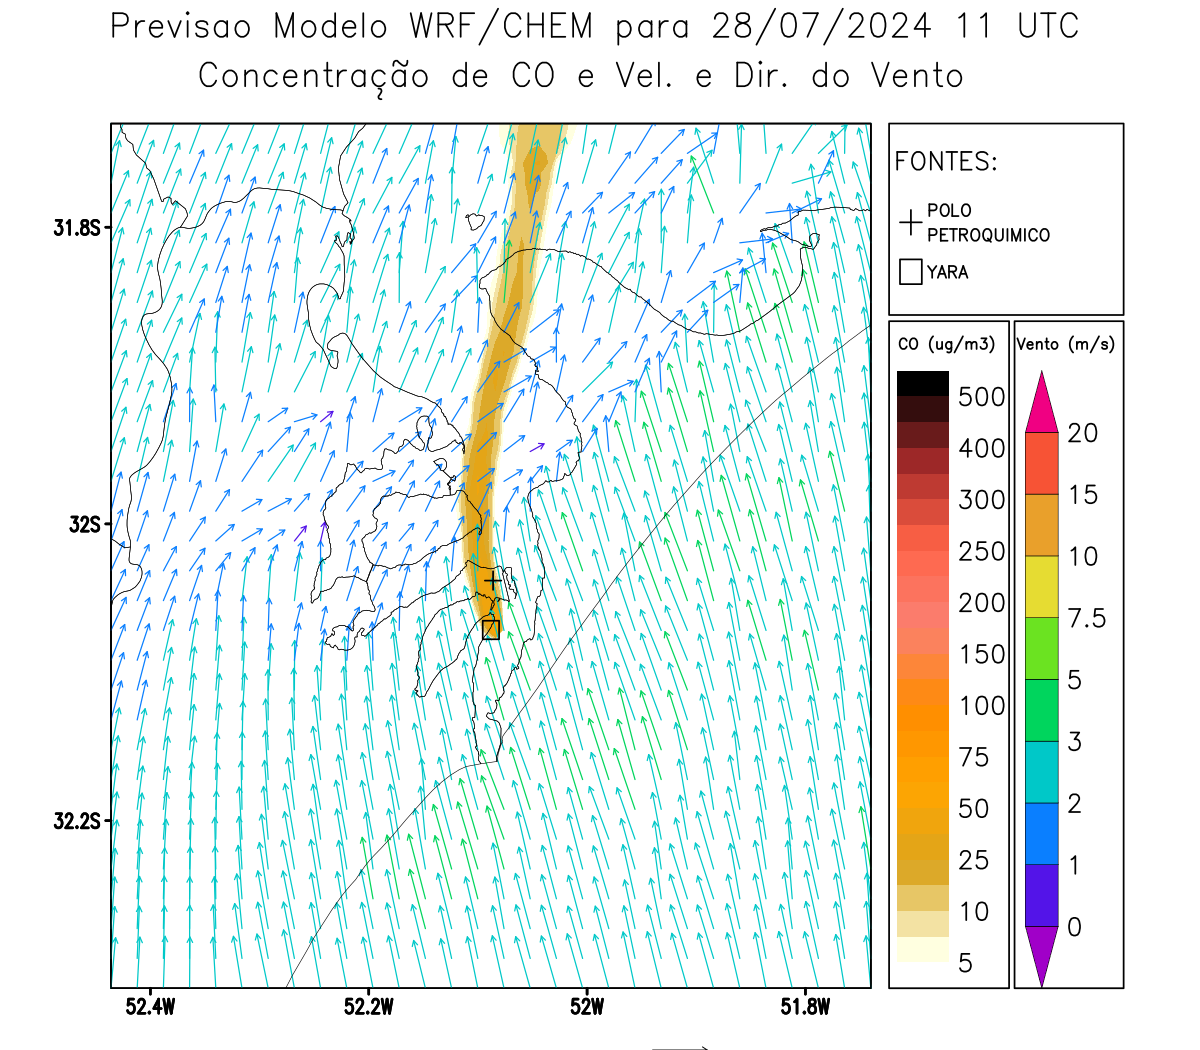 Previsao Modelo WRF/CHEM para 28/07/2024 11 UTC
Concentração de CO e Vel. e Dir. do Vento
FONTES:
POLO
PETROQUIMICO
YARA
CO (ug/m3)
500
400
300
250
200
150
100
75
50
25
10
5
Vento (m/s)
20
15
10
7.5
5
3
2
1
0
31.8S
32S
32.2S
52.4W
52.2W
52W
51.8W